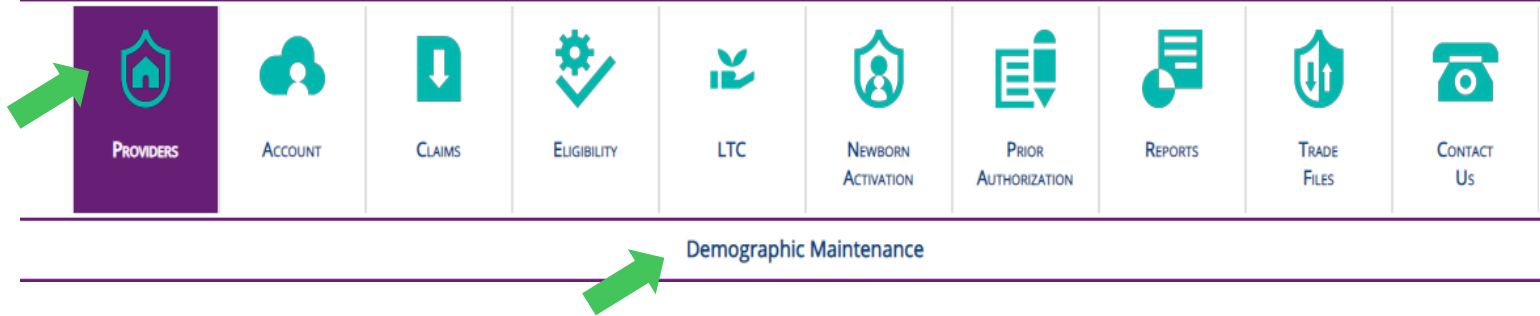 PROVIDERS
ACCOUNT
CLAIMS
ELIGIBILITY
LTC
NEWBORN
ACTIVATION
PRIOR
AUTHORIZATION
REPORTS
TRADE
FILES
CONTACT
US
Demographic Maintenance